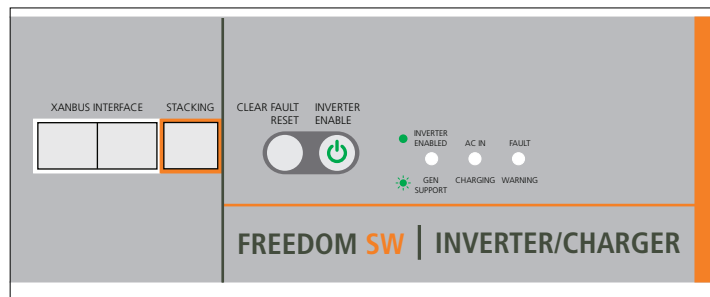 XANBUS INTERFACE
STACKING
CLEAR FAULT
RESET
INVERTER
ENABLE
INVERTER
ENABLED
AC IN
FAULT
GEN
SUPPORT
CHARGING
WARNING
FREEDOM SW | INVERTER/CHARGER